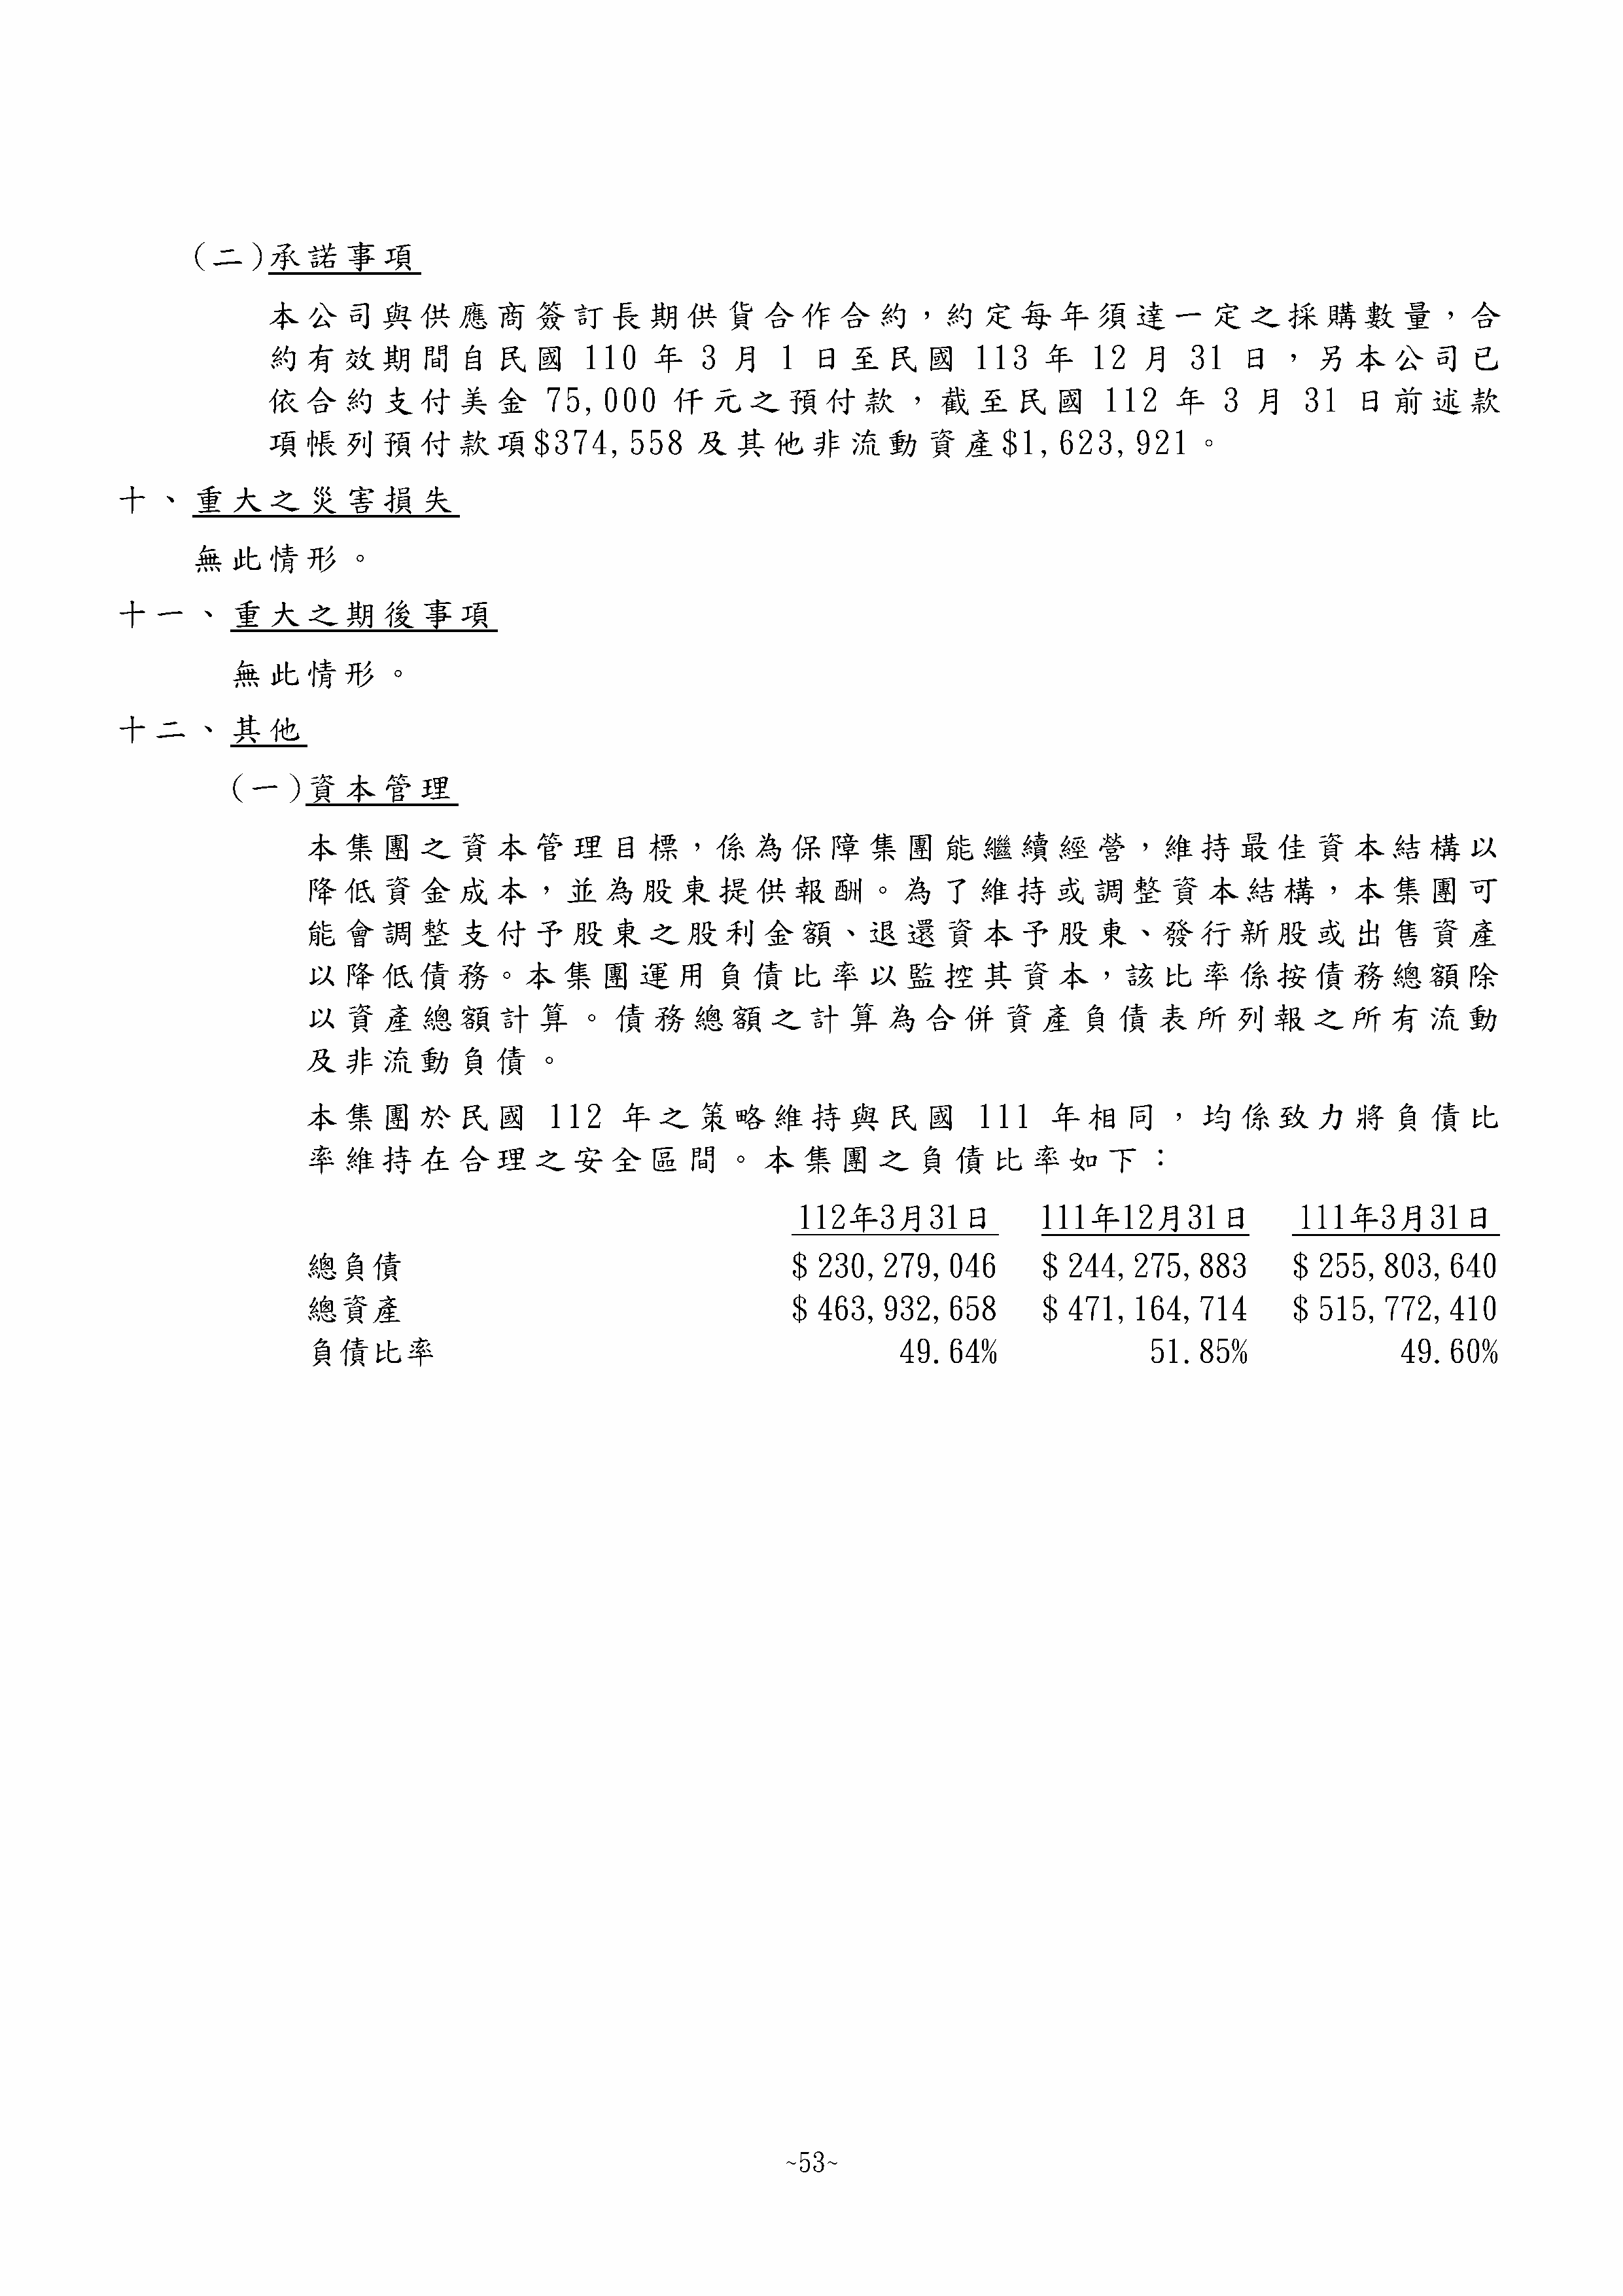 (二)承諾事項
本公司與供應商簽訂長期供貨合作合約，約定每年須達一定之採購數量，合
約有效期間自民國 110 年 3 月 1 日至民國 113 年 12 月 31 日，另本公司已
依合約支付美金 75,000 仟元之預付款，截至民國 112 年 3 月 31 日前述款
項帳列預付款項$374,558 及其他非流動資產$1,623,921。
十、重大之災害損失
無此情形。
十一、重大之期後事項
無此情形。
十二、其他
(一)資本管理
本集團之資本管理目標，係為保障集團能繼續經營，維持最佳資本結構以
降低資金成本，並為股東提供報酬。為了維持或調整資本結構，本集團可
能會調整支付予股東之股利金額、退還資本予股東、發行新股或出售資產
以降低債務。本集團運用負債比率以監控其資本，該比率係按債務總額除
以資產總額計算。債務總額之計算為合併資產負債表所列報之所有流動
及非流動負債。
本集團於民國 112 年之策略維持與民國 111 年相同，均係致力將負債比
率維持在合理之安全區間。本集團之負債比率如下：
112年3月31日 111年12月31日 111年3月31日
總負債 $ 230,279,046 $ 244,275,883 $ 255,803,640
總資產 $ 463,932,658 $ 471,164,714 $ 515,772,410
負債比率 49.64% 51.85% 49.60%
~53~